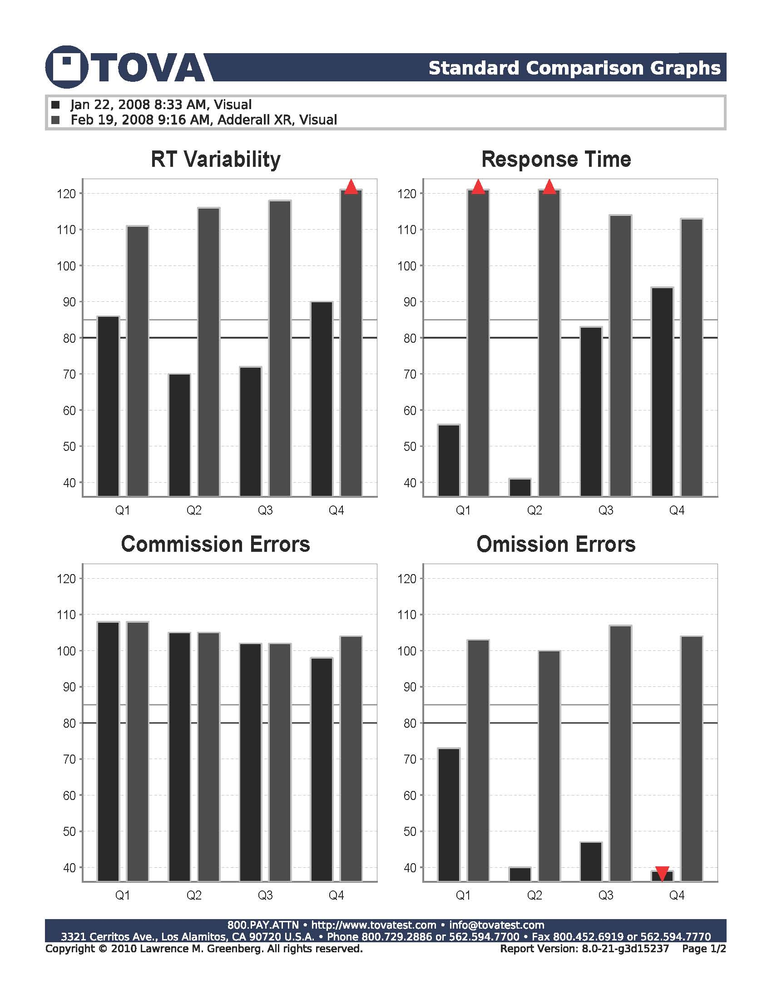 TOVA Standard Comparison Graphs
Jan 22, 2008 8:33 AM, Visual
Feb 19, 2008 9:16 AM, Adderall XR, Visual
RT Variability
120
110
100
90
80
70
60
50
40
Q1 Q2 Q3 Q4
Response Time
120
110
100
90
80
70
60
50
40
Q1 Q2 Q3 Q4
Commission Errors
120
110
100
90
80
70
60
50
40
Q1 Q2 Q3 Q4
Omission Errors
120
110
100
90
80
70
60
50
40
Q1 Q2 Q3 Q4
800.PAY.ATTN • http://www.tovatest.com • info@tovatest.com
3321 Cerritos Ave., Los Alamitos, CA 90720 U.S.A. • Phone 800.729.2886 or 562.594.7700 • Fax 800.452.6919 or 562.594.7770
Copyright © 2010 Lawrence M. Greenberg. All rights reserved. Report Version: 8.0-21-g3d15237 Page 1/2